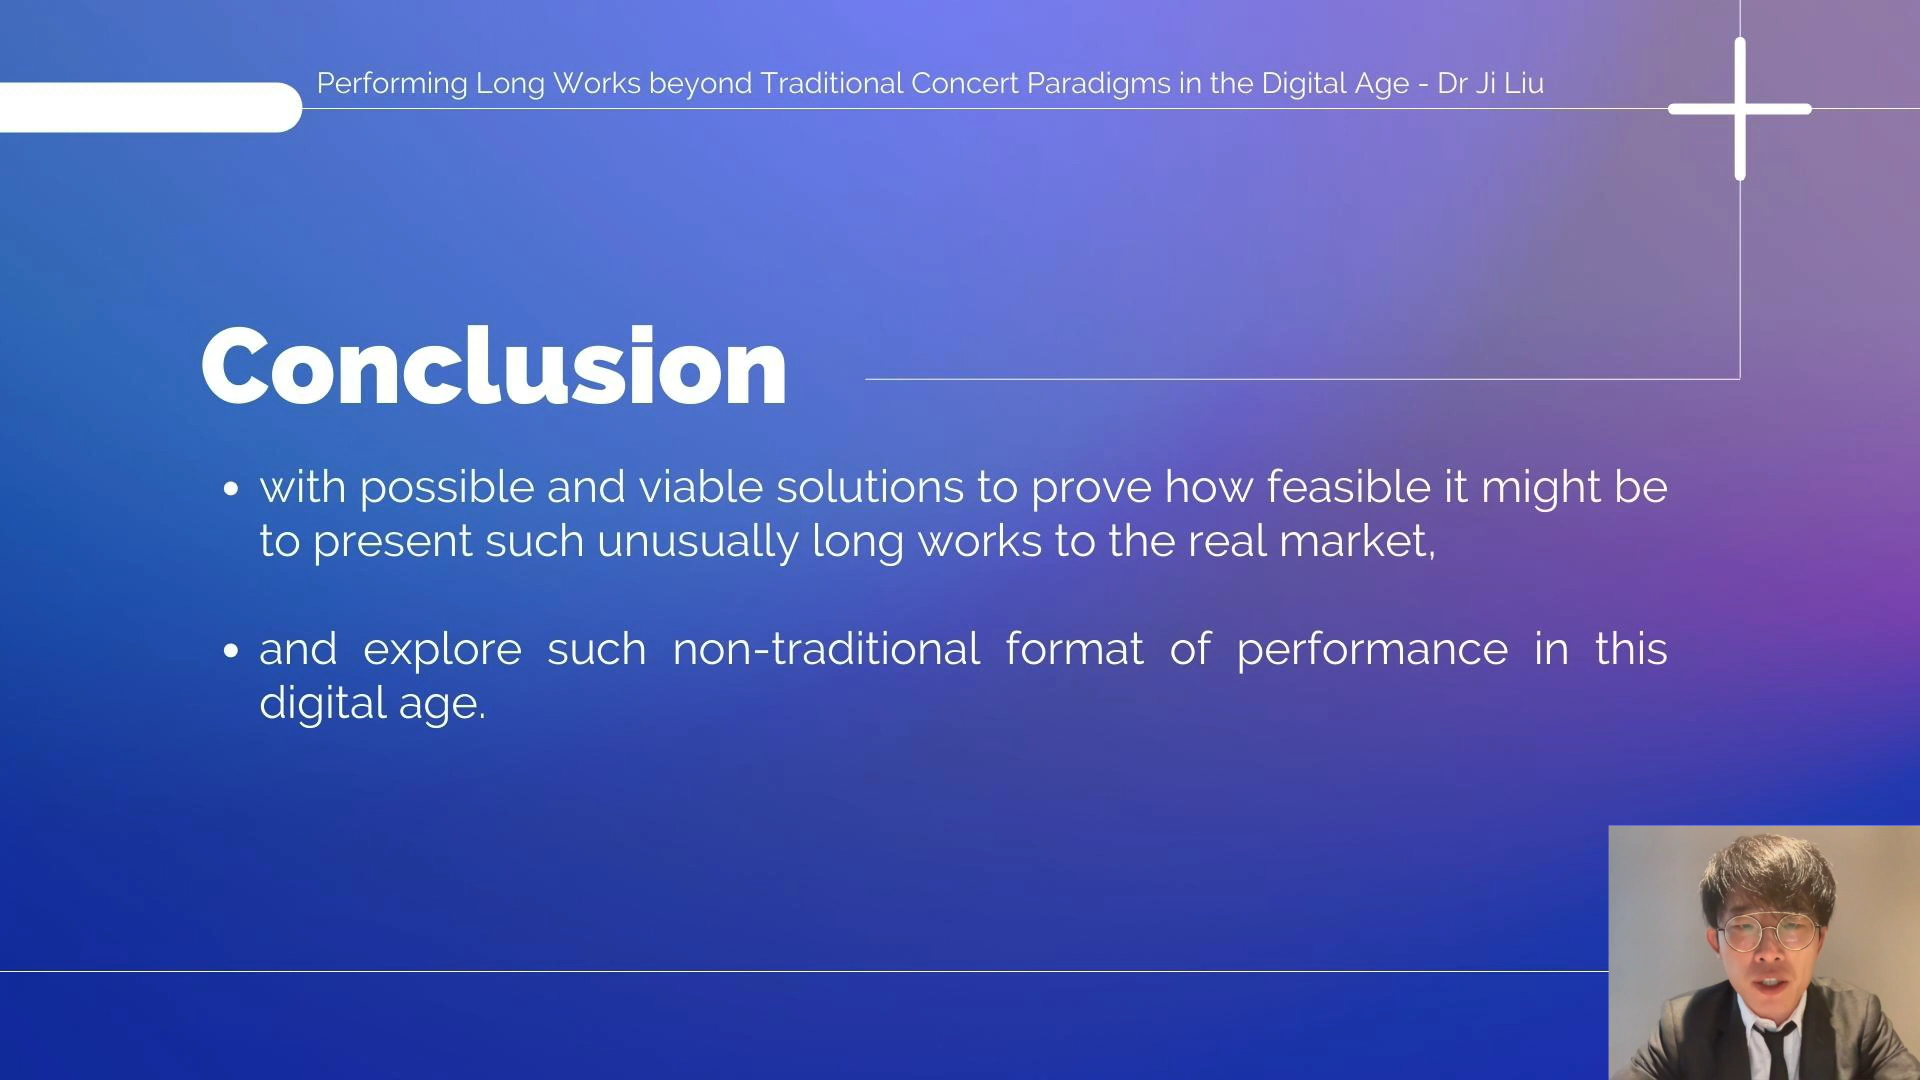 Performing Long Works beyond Traditional Concert Paradigms in the Digital Age - Dr Ji Liu
Conclusion
• with possible and viable solutions to prove how feasible it might be
to present such unusually long works to the real market,
• and explore such non-traditional format of performance in this
digital age.